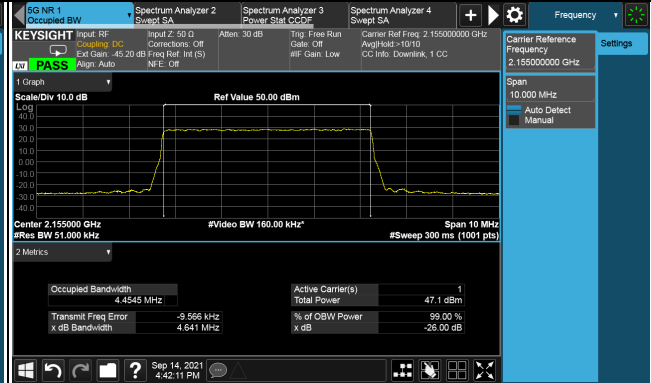 5G NR 1
Occupied BW
Spectrum Analyzer 2
Swept SA
Spectrum Analyzer 3
Power Stat CCDF
Spectrum Analyzer 4
Swept SA
Frequency
KEYSIGHT
Input: RF
Coupling: DC
Ext Gain: -45.20 dB
Align: Auto
LXI
PASS
Input Z: 50 Ω
Corrections: Off
Freq Ref: Int (S)
NFE: Off
Atten: 30 dB
Trig: Free Run
Gate: Off
#IF Gain: Low
Carrier Ref Freq: 2.155000000 GHz
Avg|Hold:>10/10
CC Info: Downlink, 1 CC
Carrier Reference
Frequency
2.155000000 GHz
Span
10.000 MHz
Auto Detect
Manual
Settings
1 Graph
Scale/Div 10.0 dB
Ref Value 50.00 dBm
Log
40.0
30.0
20.0
10.0
0.00
-10.0
-20.0
-30.0
-40.0
Center 2.155000 GHz
#Res BW 51.000 kHz
#Video BW 160.00 kHz*
Span 10 MHz
#Sweep 300 ms (1001 pts)
2 Metrics
Occupied Bandwidth
4.4545 MHz
Transmit Freq Error -9.566 kHz
x dB Bandwidth 4.641 MHz
Active Carrier(s) 1
Total Power 47.1 dBm
% of OBW Power 99.00 %
x dB -26.00 dB
?
Sep 14, 2021
4:42:11 PM